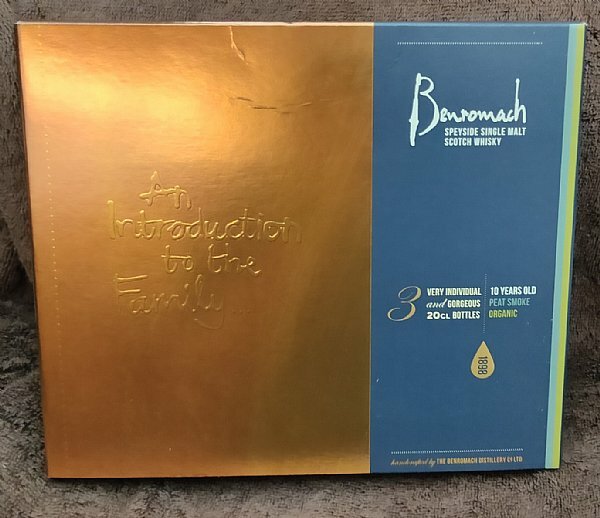 An
Introduction
to the
Family
Benromach
SPEYSIDE SINGLE MALT
SCOTCH WHISKY
3 VERY INDIVIDUAL
and GORGEOUS
20CL BOTTLES
10 YEARS OLD
PEAT SMOKE
ORGANIC
1898
handcrafted by THE BENROMACH DISTILLERY CO LTD